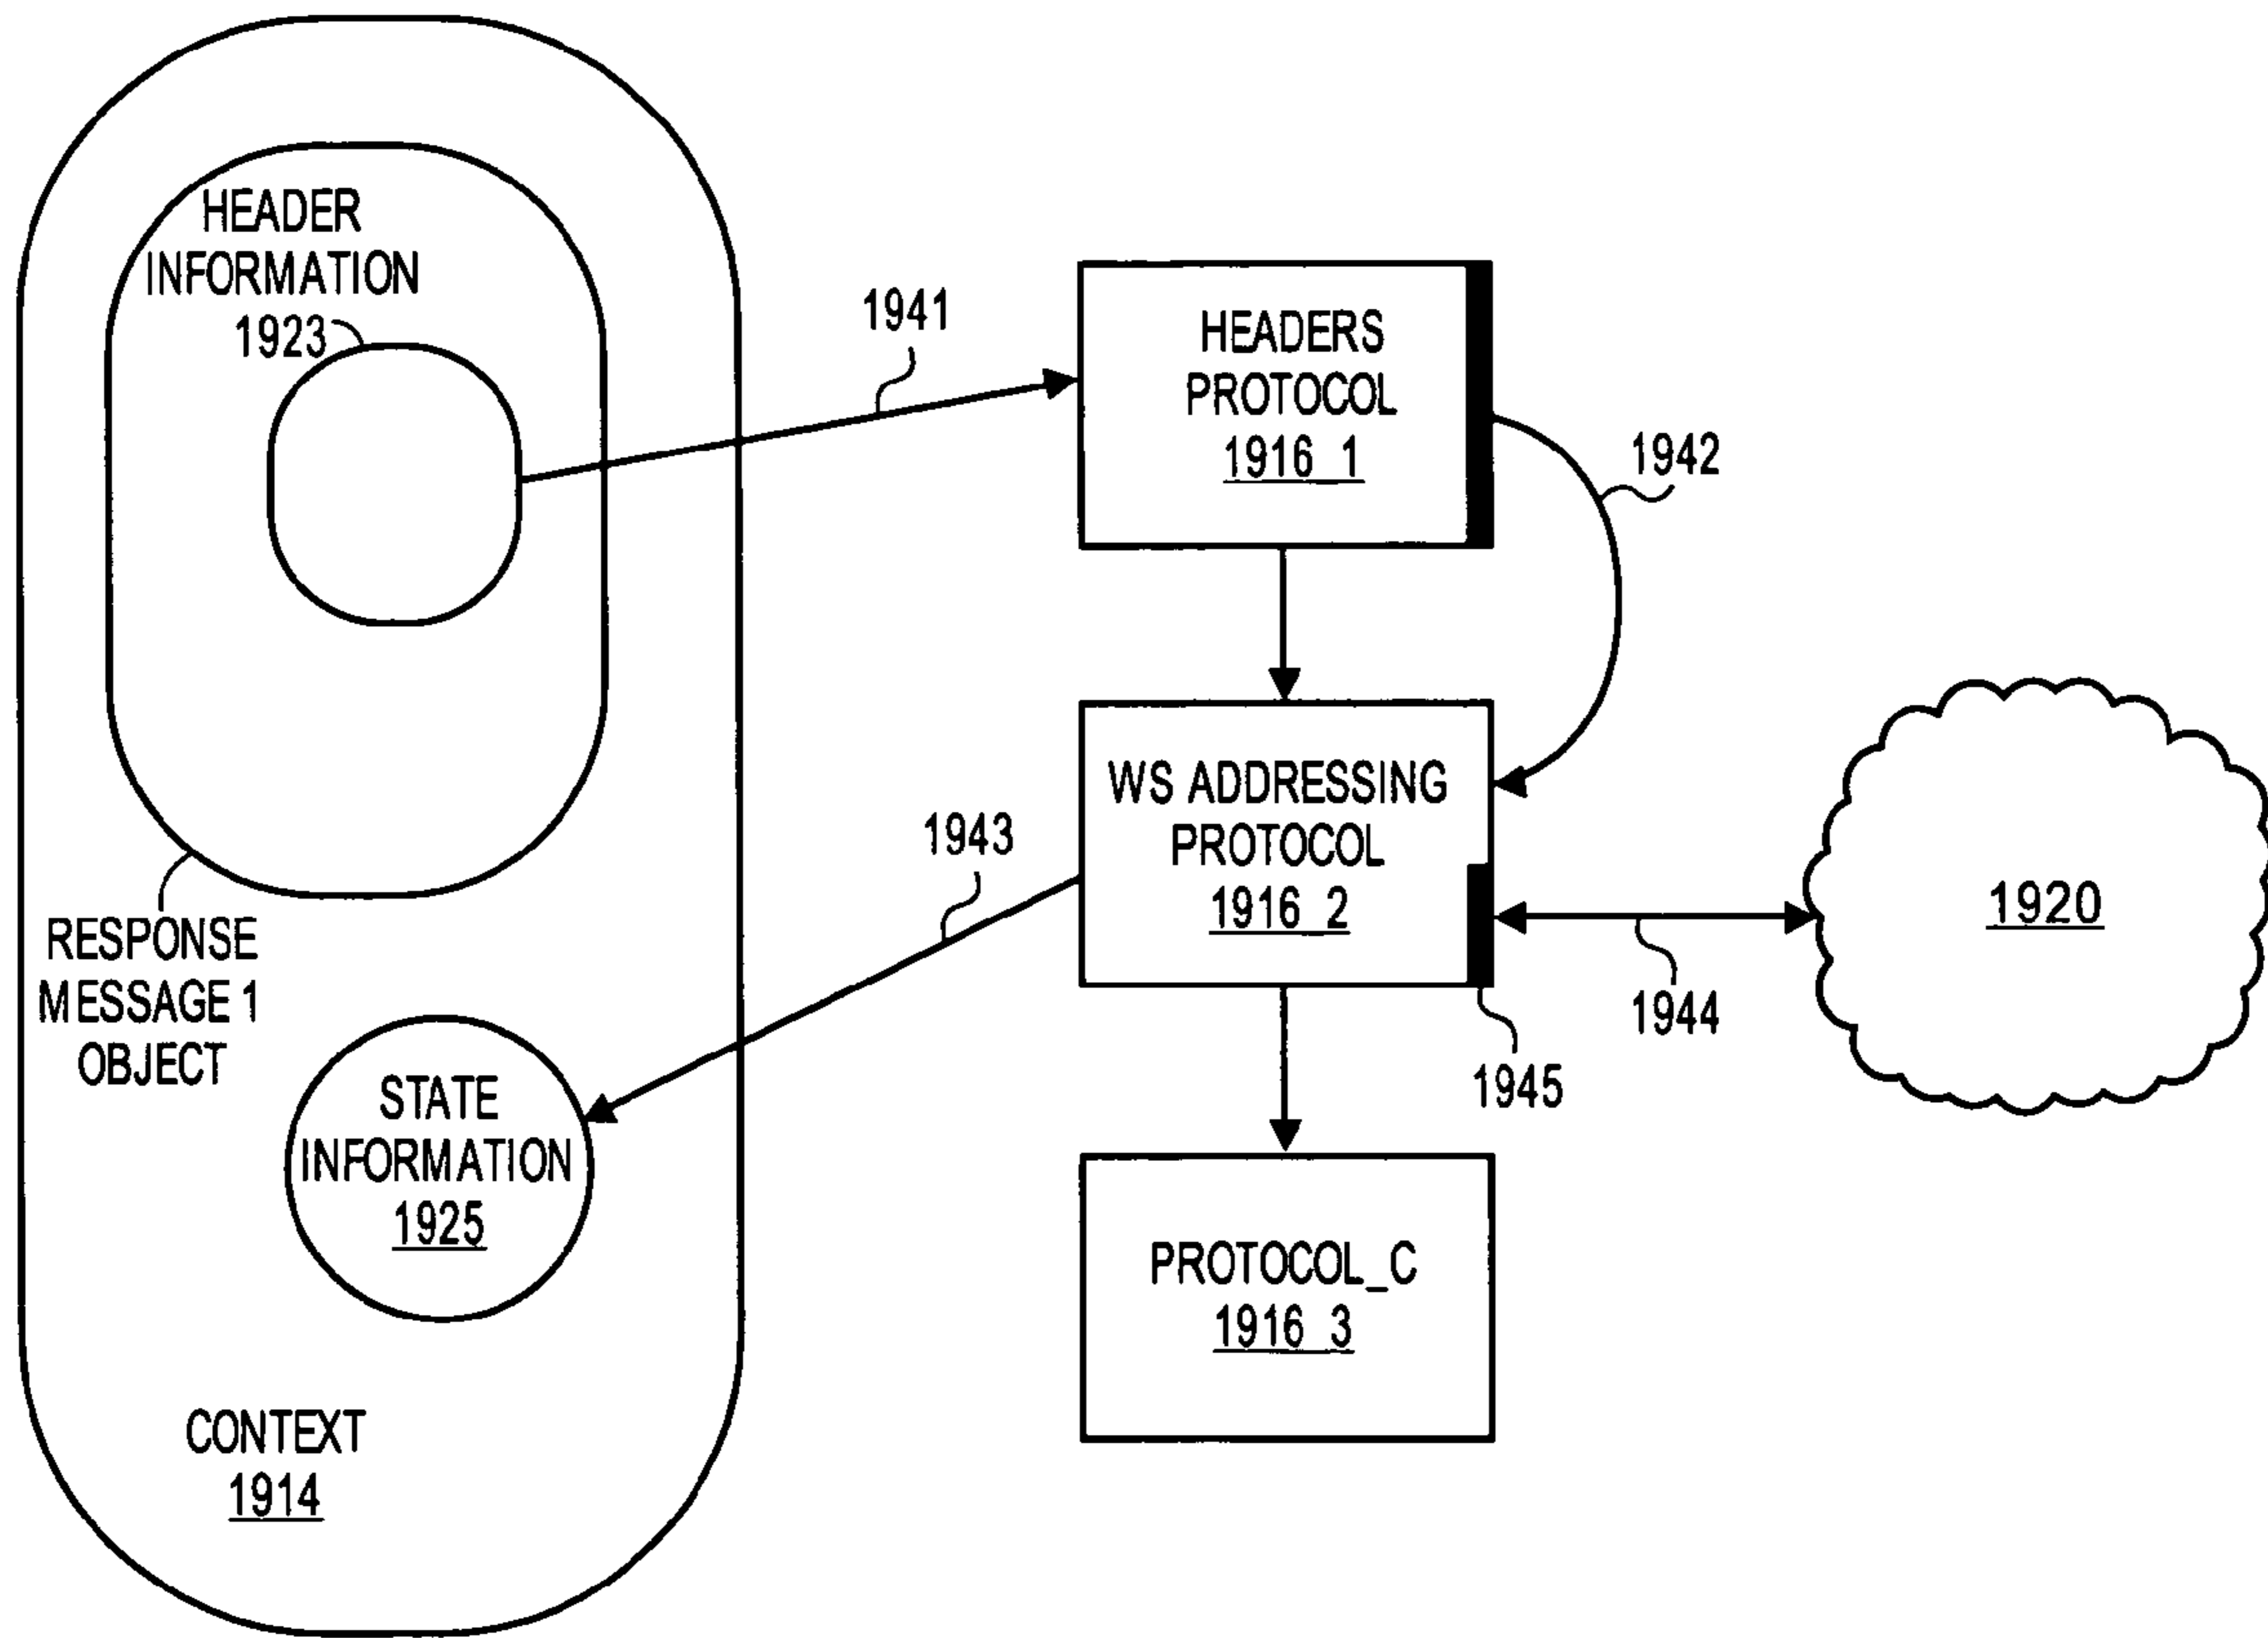 HEADER
INFORMATION
1923
1941
HEADERS
PROTOCOL
1916_1
1942
WS ADDRESSING
PROTOCOL
1916_2
1943
1920
1944
1945
RESPONSE
MESSAGE 1
OBJECT
STATE
INFORMATION
1925
PROTOCOL_C
1916_3
CONTEXT
1914